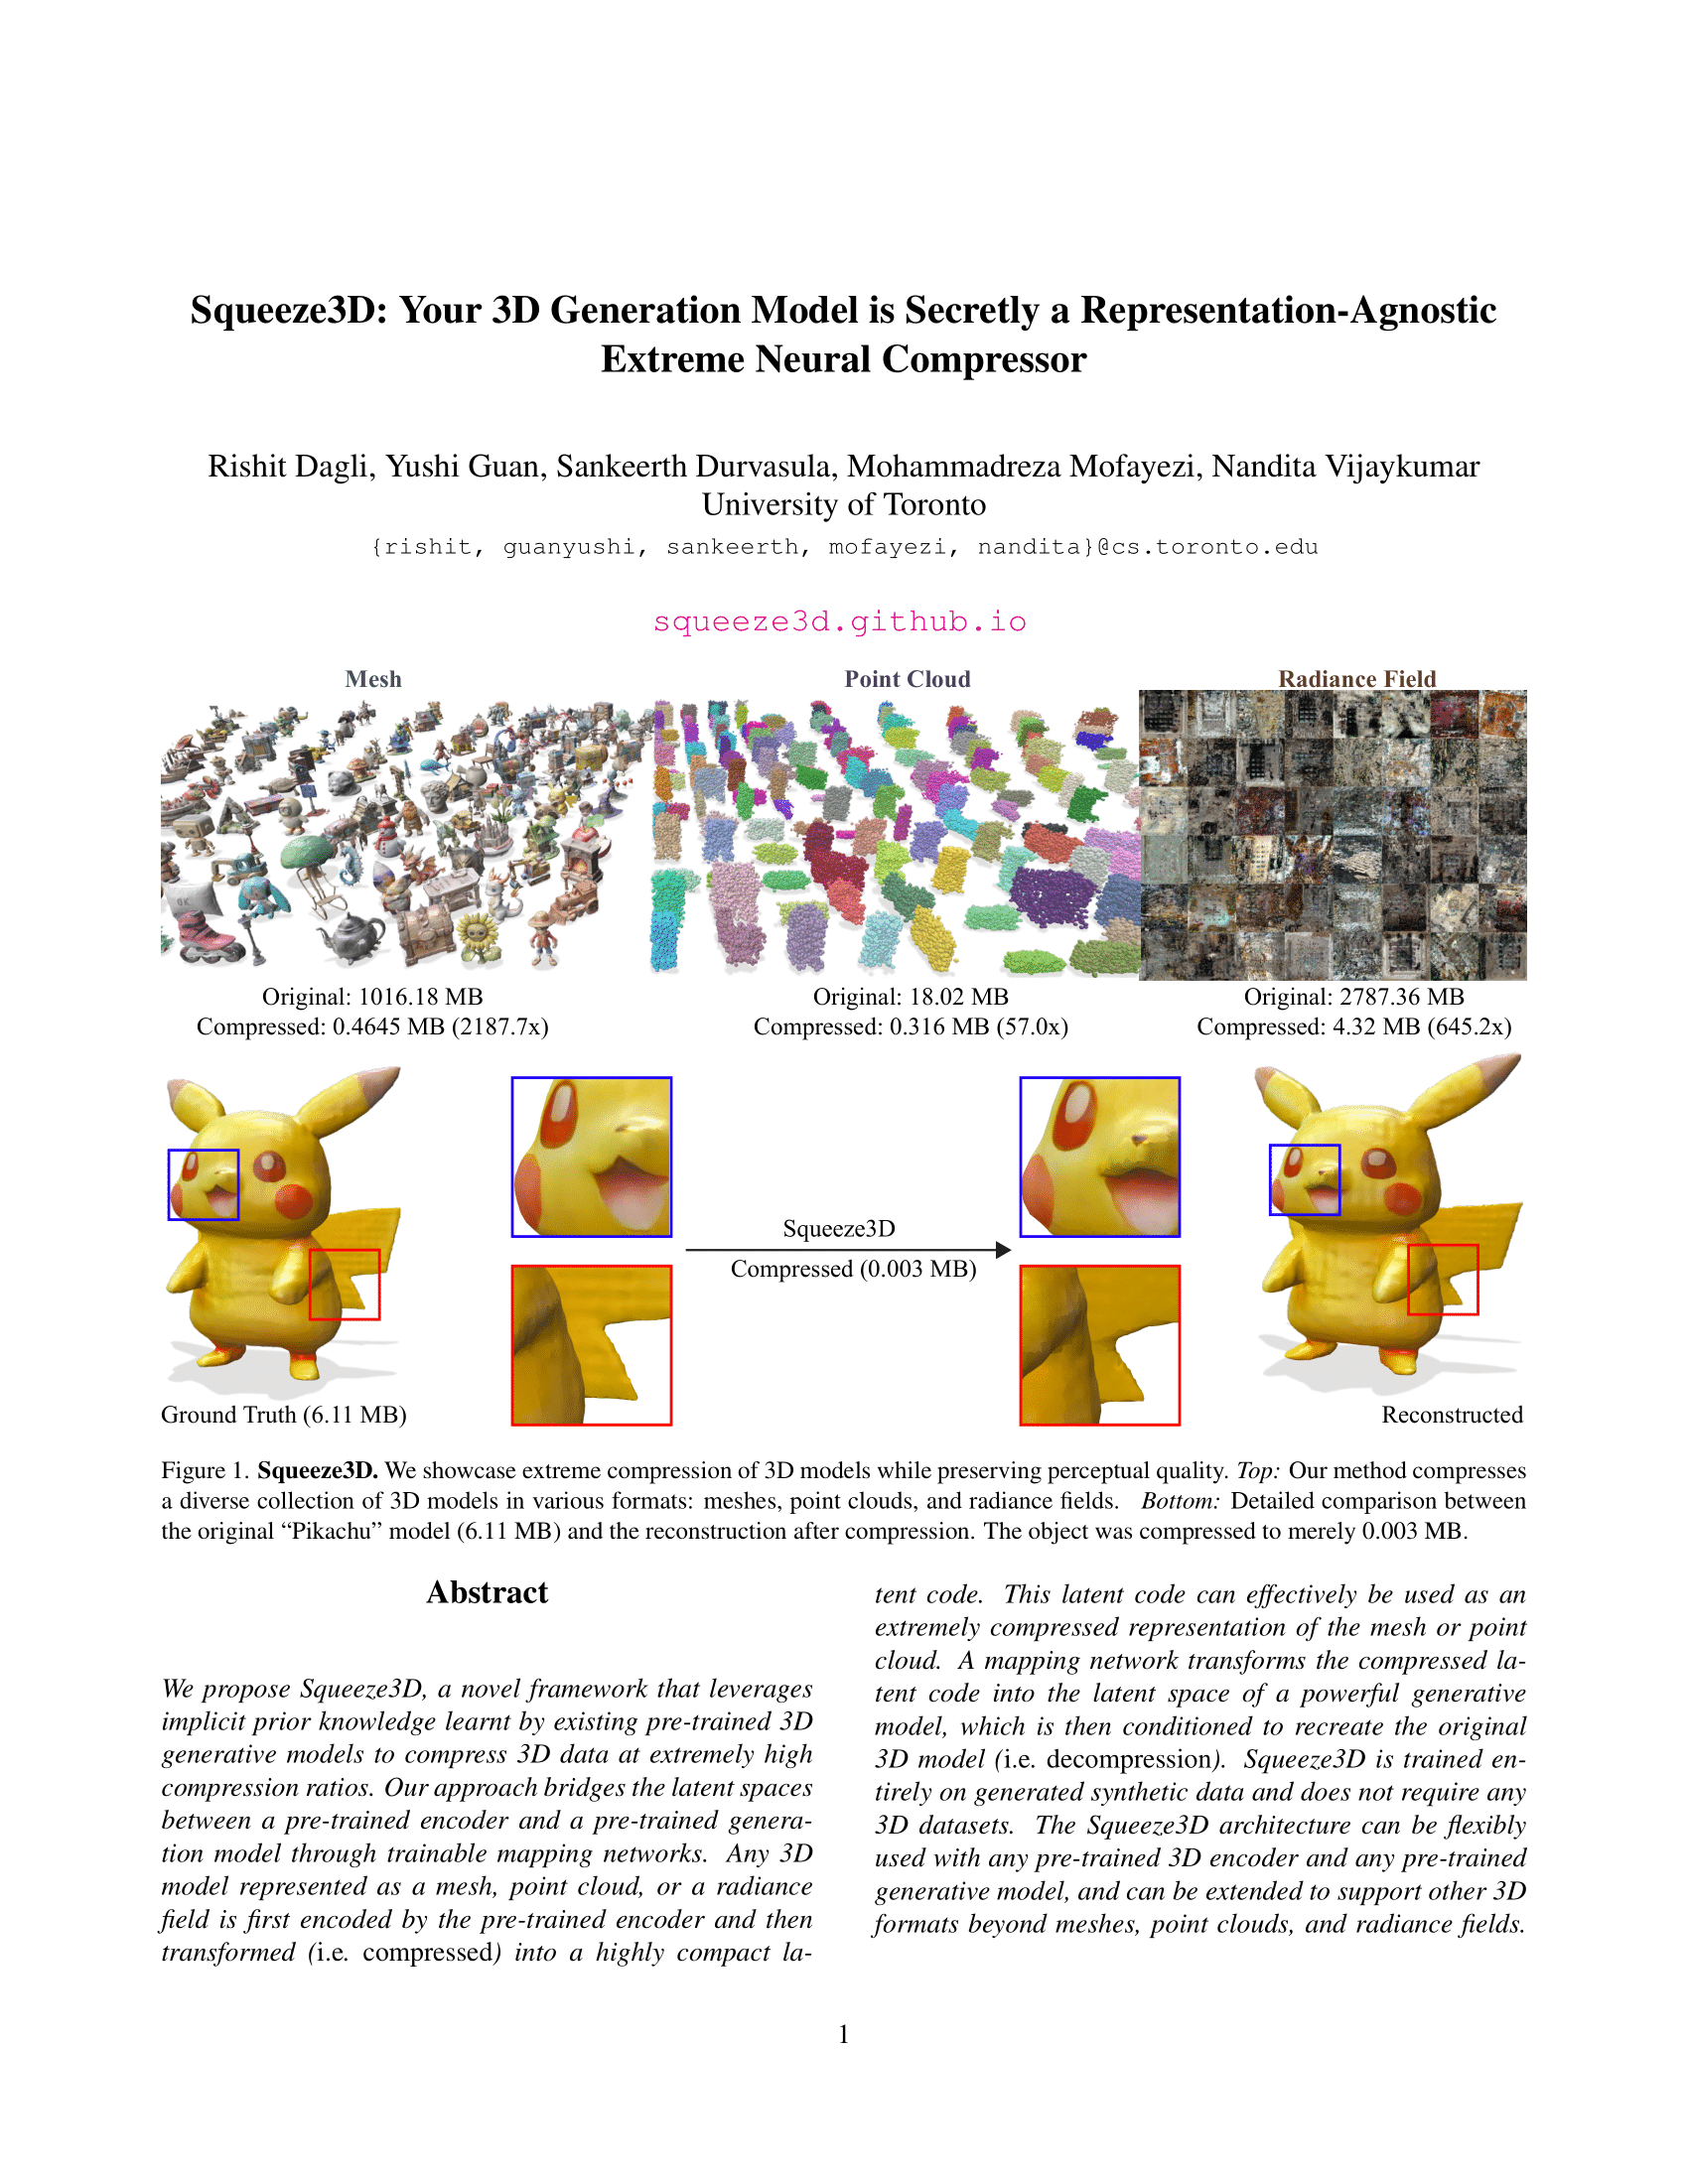 Squeeze3D: Your 3D Generation Model is Secretly a Representation-Agnostic
Extreme Neural Compressor
Rishit Dagli, Yushi Guan, Sankeerth Durvasula, Mohammadreza Mofayezi, Nandita Vijaykumar
University of Toronto
{rishit, guanyushi, sankeerth, mofayezi, nandita}@cs.toronto.edu
squeeze3d.github.io
Mesh
Point Cloud
Radiance Field
Original: 1016.18 MB
Compressed: 0.4645 MB (2187.7x)
Original: 18.02 MB
Compressed: 0.316 MB (57.0x)
Original: 2787.36 MB
Compressed: 4.32 MB (645.2x)
Squeeze3D
Compressed (0.003 MB)
Ground Truth (6.11 MB)
Reconstructed
Figure 1. Squeeze3D. We showcase extreme compression of 3D models while preserving perceptual quality. Top: Our method compresses
a diverse collection of 3D models in various formats: meshes, point clouds, and radiance fields. Bottom: Detailed comparison between
the original “Pikachu” model (6.11 MB) and the reconstruction after compression. The object was compressed to merely 0.003 MB.
Abstract
We propose Squeeze3D, a novel framework that leverages
implicit prior knowledge learnt by existing pre-trained 3D
generative models to compress 3D data at extremely high
compression ratios. Our approach bridges the latent spaces
between a pre-trained encoder and a pre-trained genera-
tion model through trainable mapping networks. Any 3D
model represented as a mesh, point cloud, or a radiance
field is first encoded by the pre-trained encoder and then
transformed (i.e. compressed) into a highly compact la-
tent code. This latent code can effectively be used as an
extremely compressed representation of the mesh or point
cloud. A mapping network transforms the compressed la-
tent code into the latent space of a powerful generative
model, which is then conditioned to recreate the original
3D model (i.e. decompression). Squeeze3D is trained en-
tirely on generated synthetic data and does not require any
3D datasets. The Squeeze3D architecture can be flexibly
used with any pre-trained 3D encoder and any pre-trained
generative model, and can be extended to support other 3D
formats beyond meshes, point clouds, and radiance fields.
1